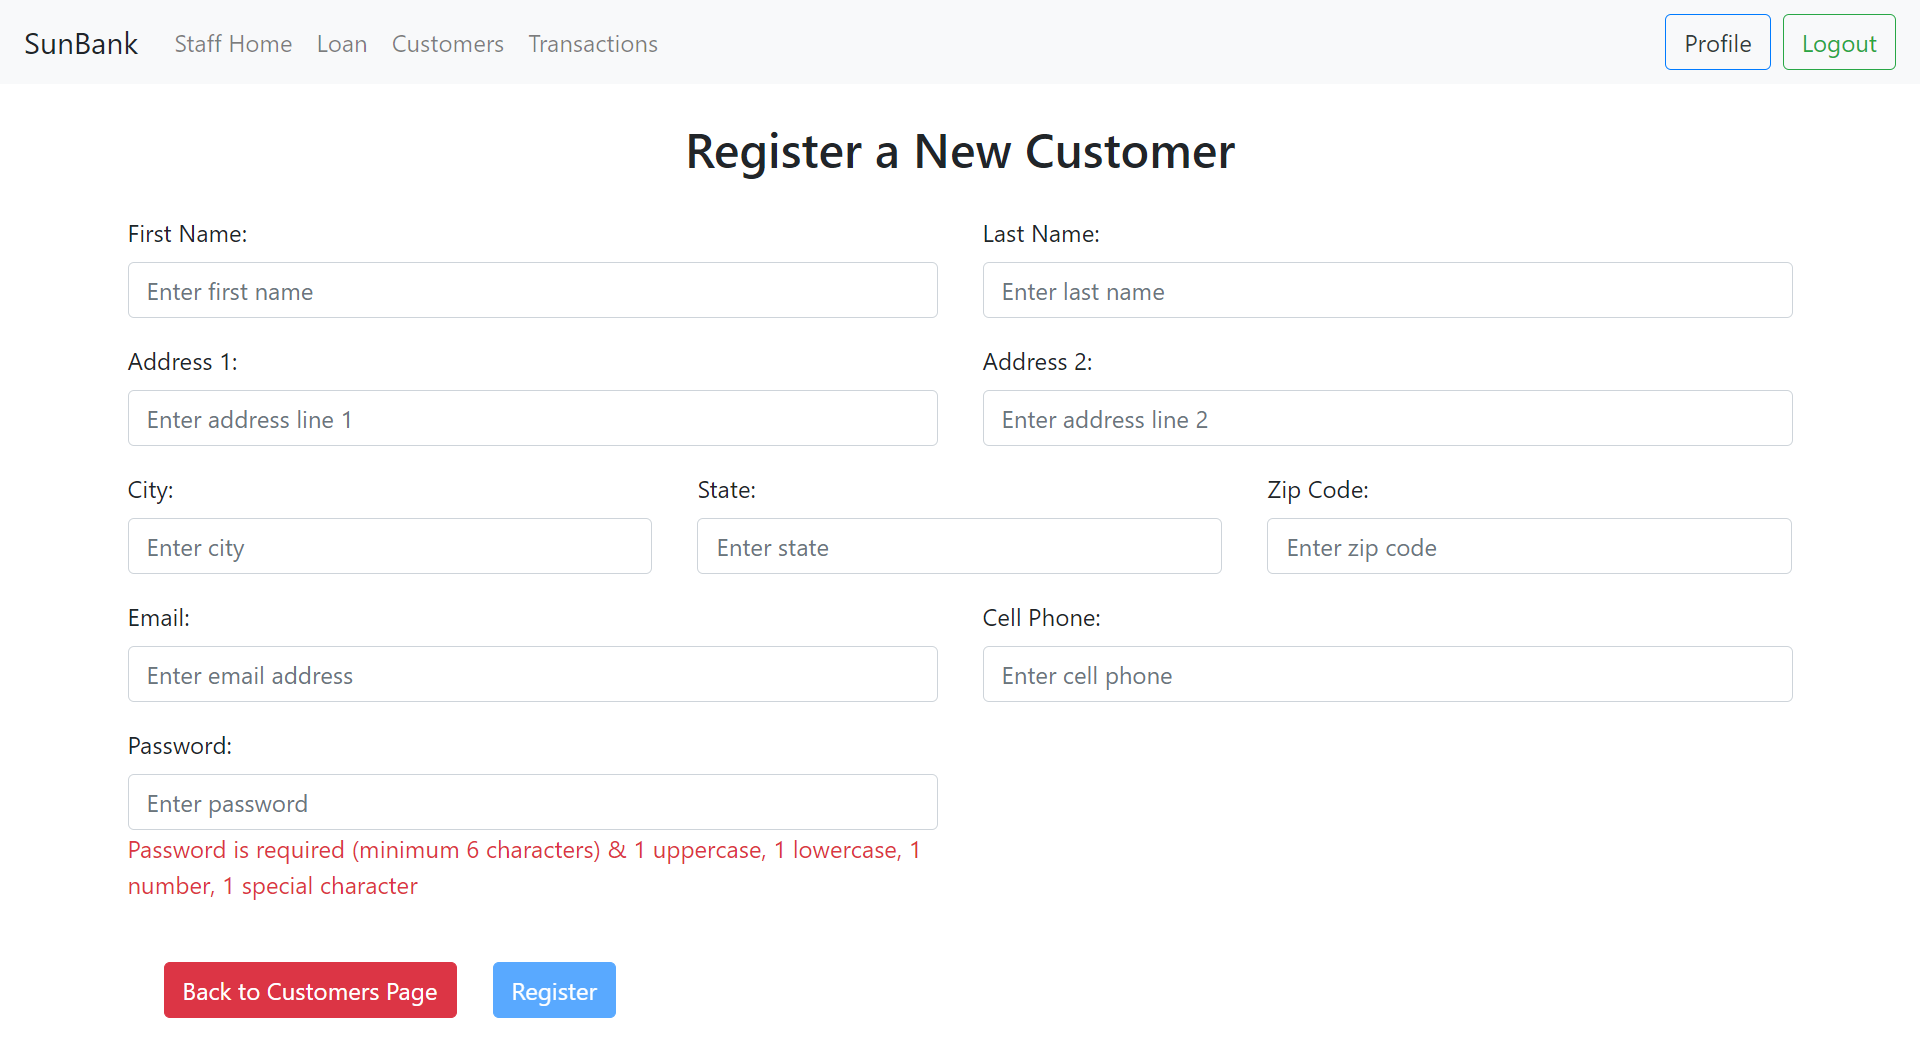 SunBank Staff Home Loan Customers Transactions Profile Logout
Register a New Customer
First Name: Last Name:
Enter first name Enter last name
Address 1: Address 2:
Enter address line 1 Enter address line 2
City: State: Zip Code:
Enter city Enter state Enter zip code
Email: Cell Phone:
Enter email address Enter cell phone
Password:
Enter password
Password is required (minimum 6 characters) & 1 uppercase, 1 lowercase, 1
number, 1 special character
Back to Customers Page Register